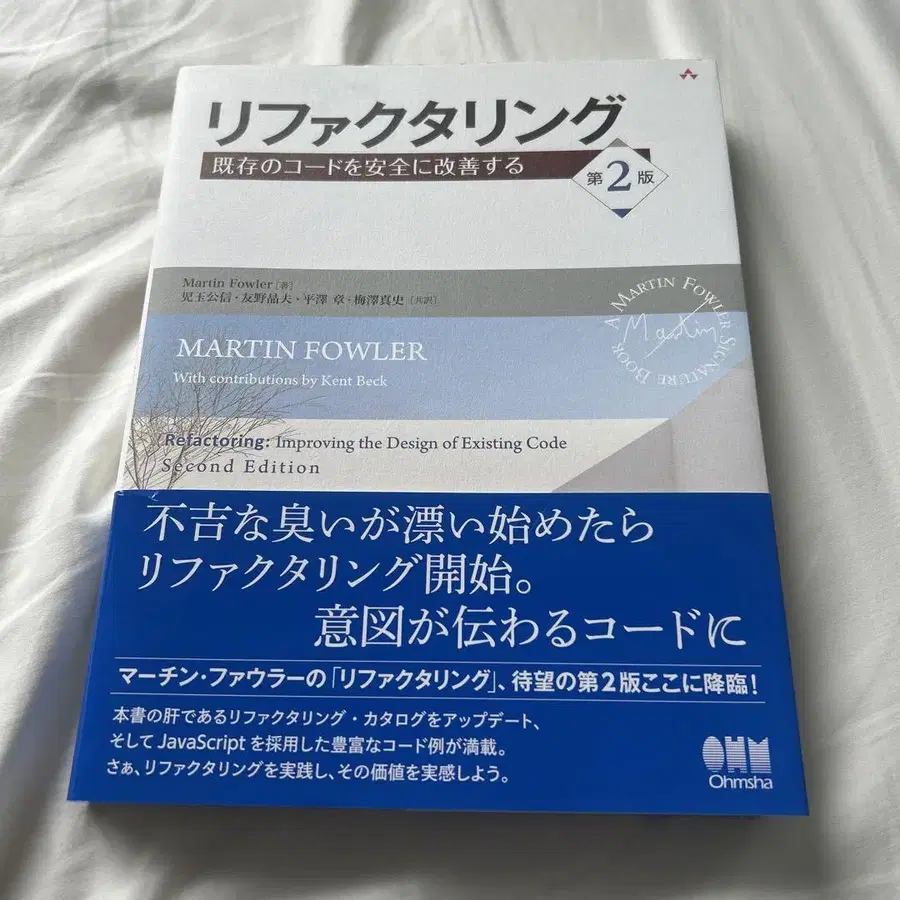 リファクタリング
既存のコードを安全に改善する
第2版
Martin Fowler [著]
児玉公信・友野晶夫・平澤 章・梅澤真史 [共訳]
A MARTIN FOWLER SIGNATURE BOOK
Martin
MARTIN FOWLER
With contributions by Kent Beck
Refactoring: Improving the Design of Existing Code
Second Edition
不吉な臭いが漂い始めたら
リファクタリング開始。
意図が伝わるコードに
マーチン・ファウラーの「リファクタリング」、待望の第2版ここに降臨!
本書の肝であるリファクタリング・カタログをアップデート、
そしてJavaScriptを採用した豊富なコード例が満載。
さぁ、リファクタリングを実践し、その価値を実感しよう。
OHM
Ohmsha